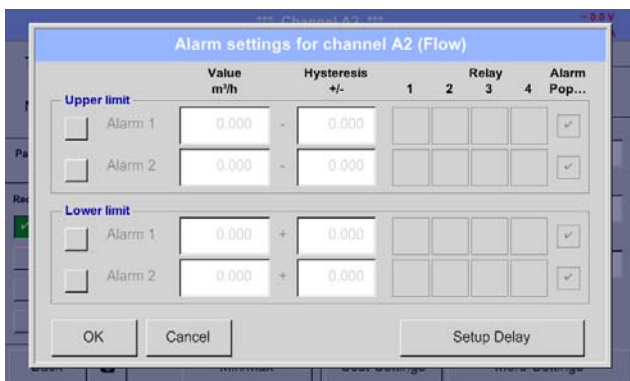 *** Channel A2 ***
Alarm settings for channel A2 (Flow)
Value Hysteresis Relay Alarm
m³/h +/- 1 2 3 4 Pop...
Upper limit
Alarm 1 0.000 - 0.000
Alarm 2 0.000 - 0.000
Lower limit
Alarm 1 0.000 + 0.000
Alarm 2 0.000 + 0.000
OK Cancel Setup Delay